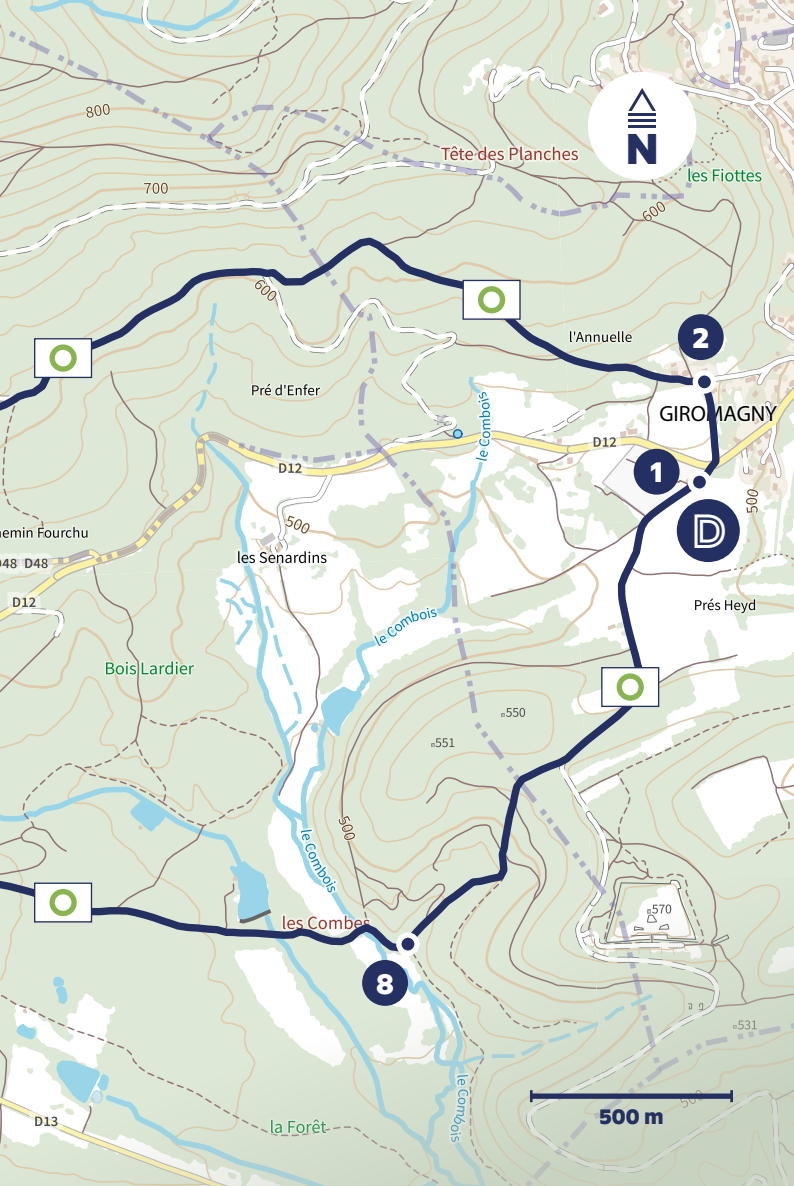 800
N
Tête des Planches
les Fiottes
700
600
600
2
l'Annuelle
Pré d'Enfer
le Combois
GIROMAGNY
D12
D12
1
500
500
D
emin Fourchu
D48
les Senardins
D12
Prés Heyd
le Combois
Bois Lardier
550
551
500
le Combois
570
les Combes
8
531
le Combois
500
500 m
D13
la Forêt